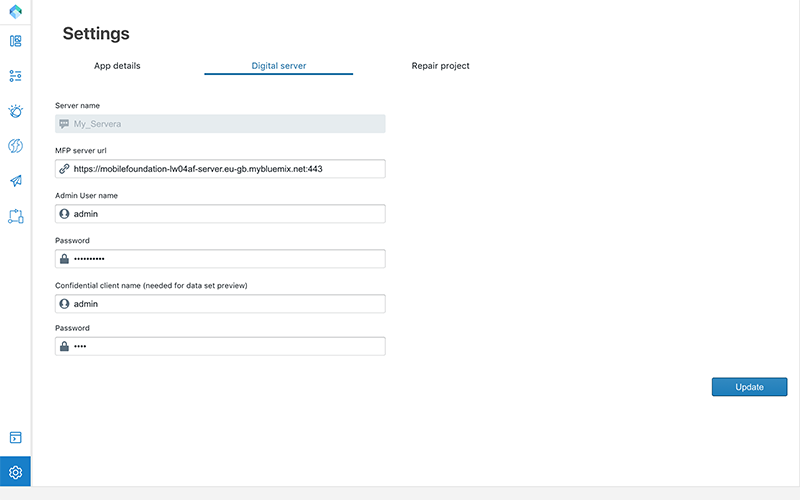 Settings
App details
Digital server
Repair project
Server name
My_Servera
MFP server url
https://mobilefoundation-lw04af-server.eu-gb.mybluemix.net:443
Admin User name
admin
Password
••••••••••
Confidential client name (needed for data set preview)
admin
Password
••••
Update